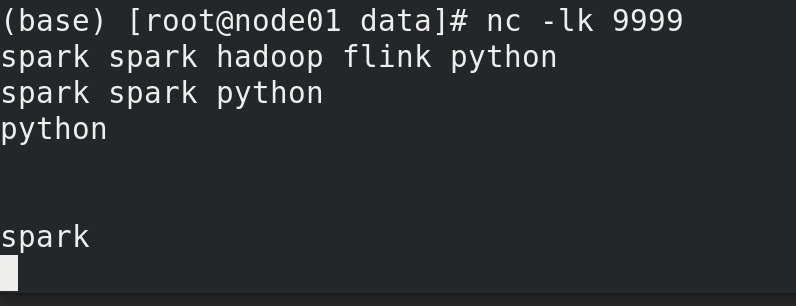 (base) [root@node01 data]# nc -lk 9999
spark spark hadoop flink python
spark spark python
python
spark